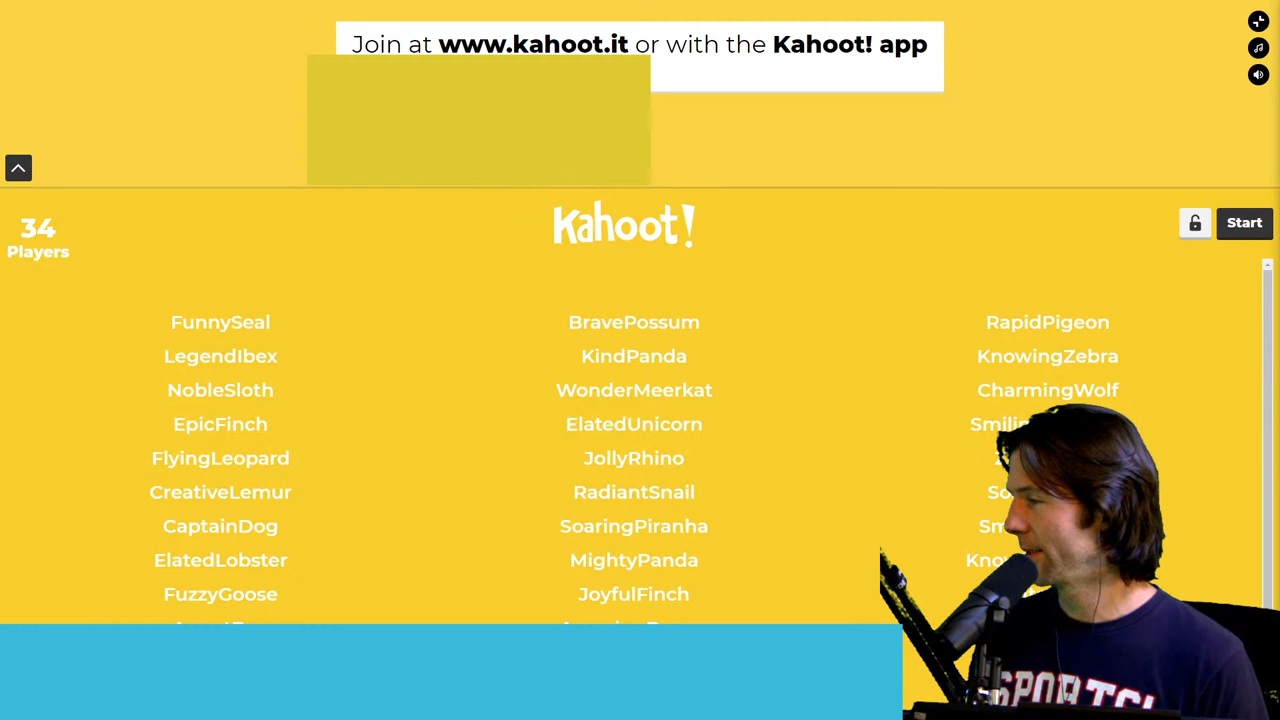 Join at www.kahoot.it or with the Kahoot! app
34
Players
Kahoot!
Start
FunnySeal BravePossum RapidPigeon
LegendIbex KindPanda KnowingZebra
NobleSloth WonderMeerkat CharmingWolf
EpicFinch ElatedUnicorn
FlyingLeopard JollyRhino
CreativeLemur RadiantSnail
CaptainDog SoaringPiranha
ElatedLobster MightyPanda
FuzzyGoose JoyfulFinch
SPORTS!